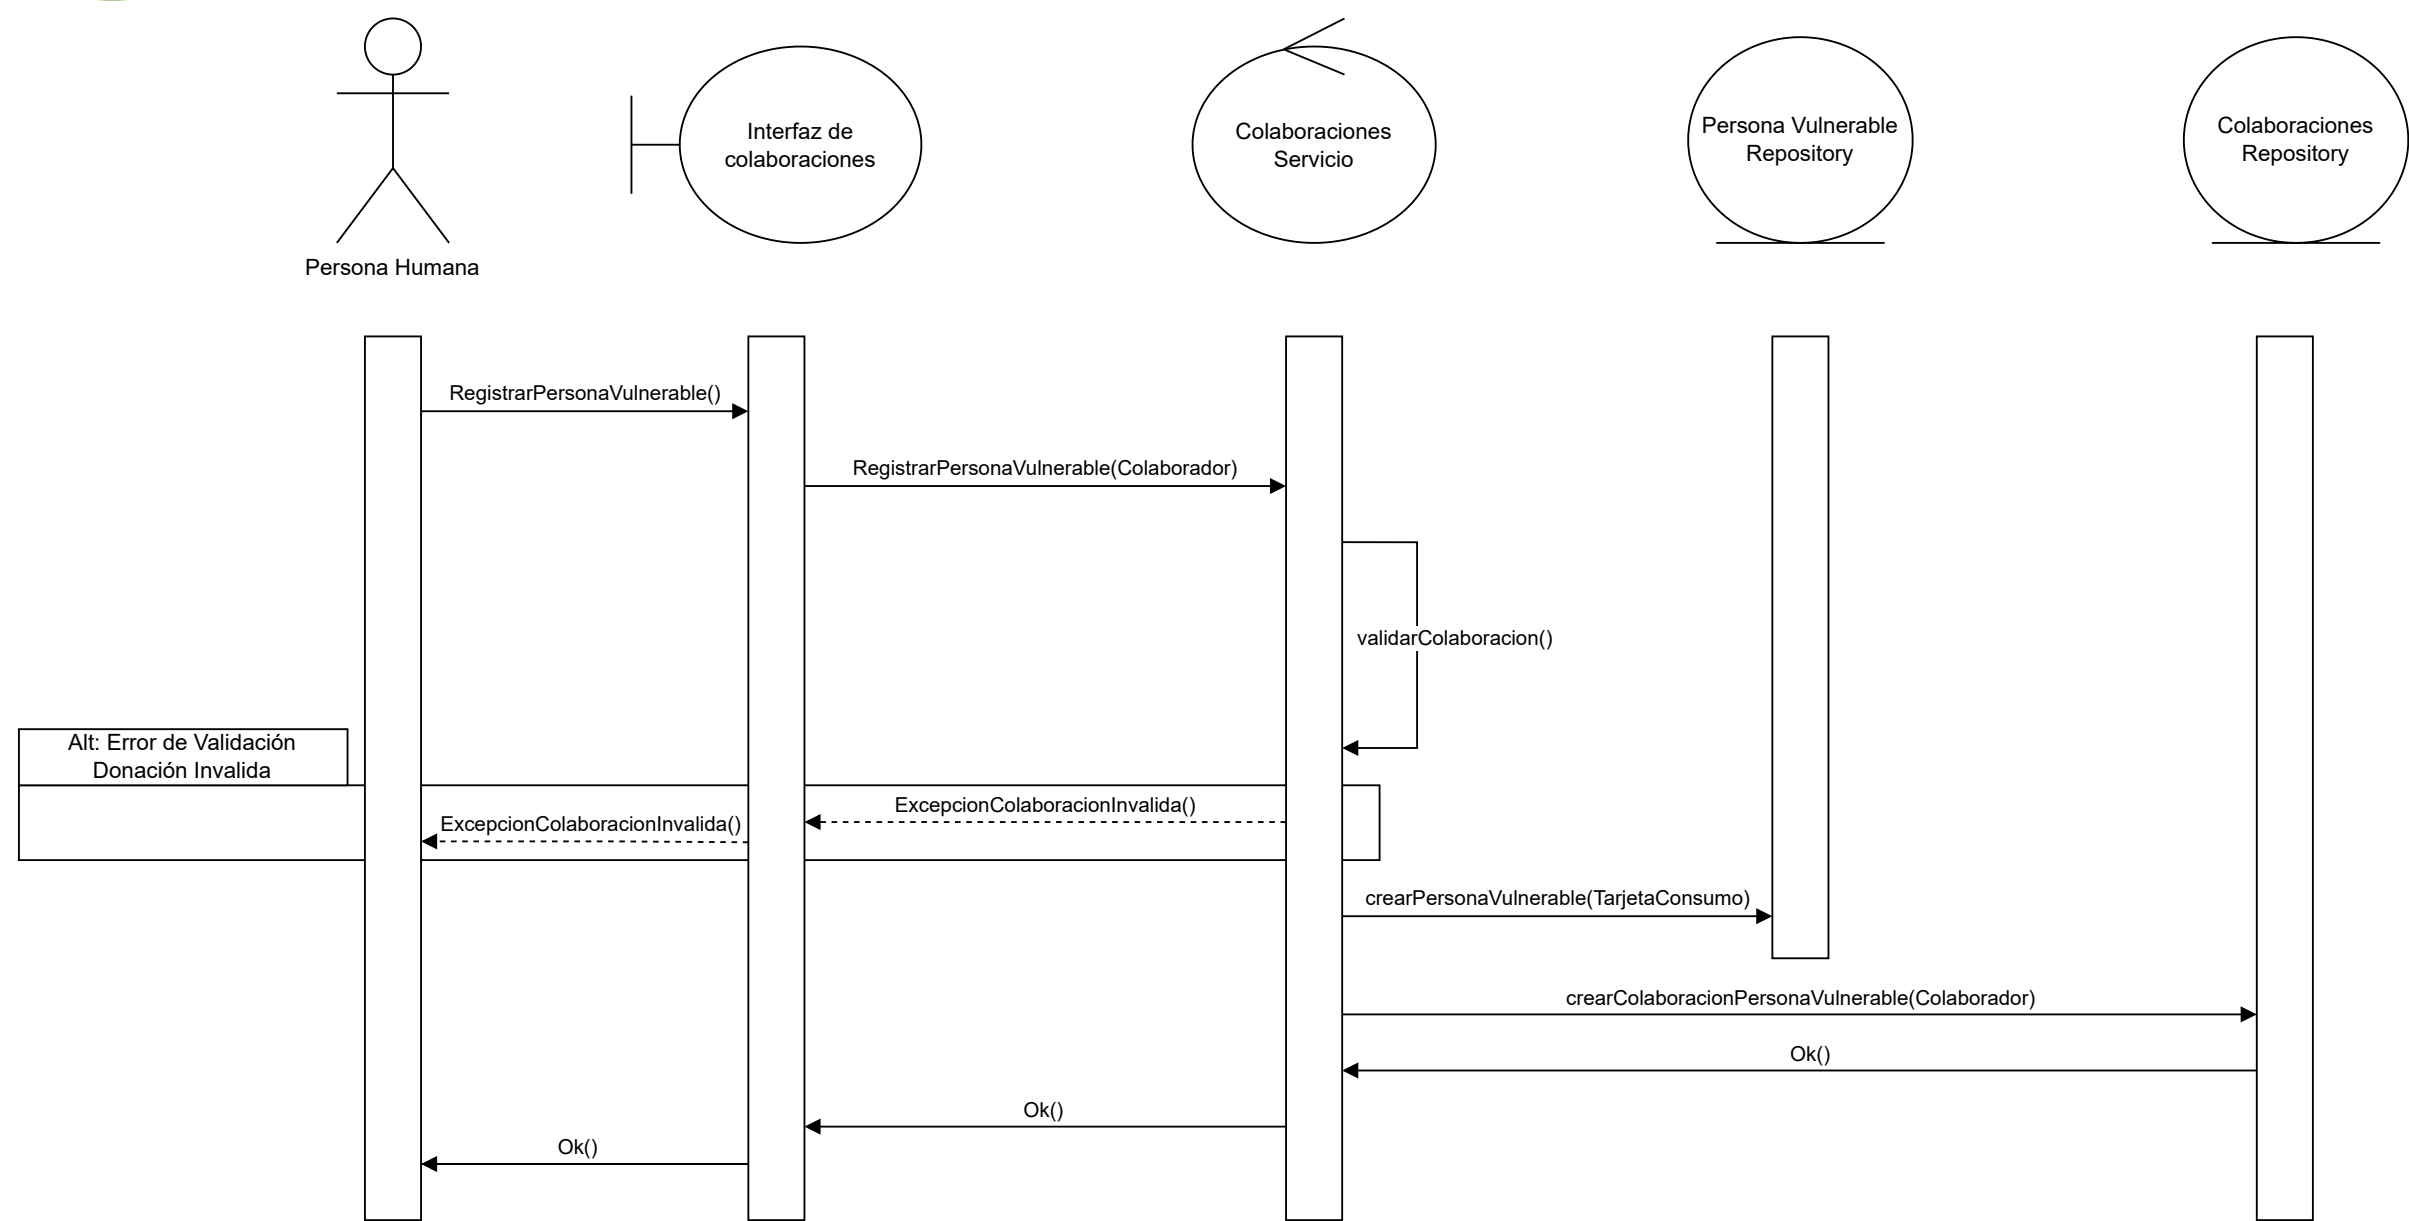 Interfaz de
colaboraciones
Colaboraciones
Servicio
Persona Vulnerable
Repository
Colaboraciones
Repository
Persona Humana
RegistrarPersonaVulnerable()
RegistrarPersonaVulnerable(Colaborador)
validarColaboracion()
Alt: Error de Validación
Donación Invalida
ExcepcionColaboracionInvalida()
ExcepcionColaboracionInvalida()
crearPersonaVulnerable(TarjetaConsumo)
crearColaboracionPersonaVulnerable(Colaborador)
Ok()
Ok()
Ok()